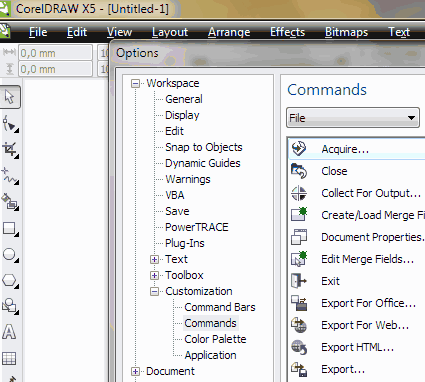 CorelDRAW X5 - [Untitled-1]
File Edit View Layout Arrange Effects Bitmaps Text
0,0 mm
0,0 mm
Options
Workspace
General
Display
Edit
Snap to Objects
Dynamic Guides
Warnings
VBA
Save
PowerTRACE
Plug-Ins
Text
Toolbox
Customization
Command Bars
Commands
Color Palette
Application
Document
Commands
File
Acquire...
Close
Collect For Output...
Create/Load Merge Fi
Document Properties...
Edit Merge Fields...
Exit
Export For Office...
Export For Web...
Export HTML...
Export...